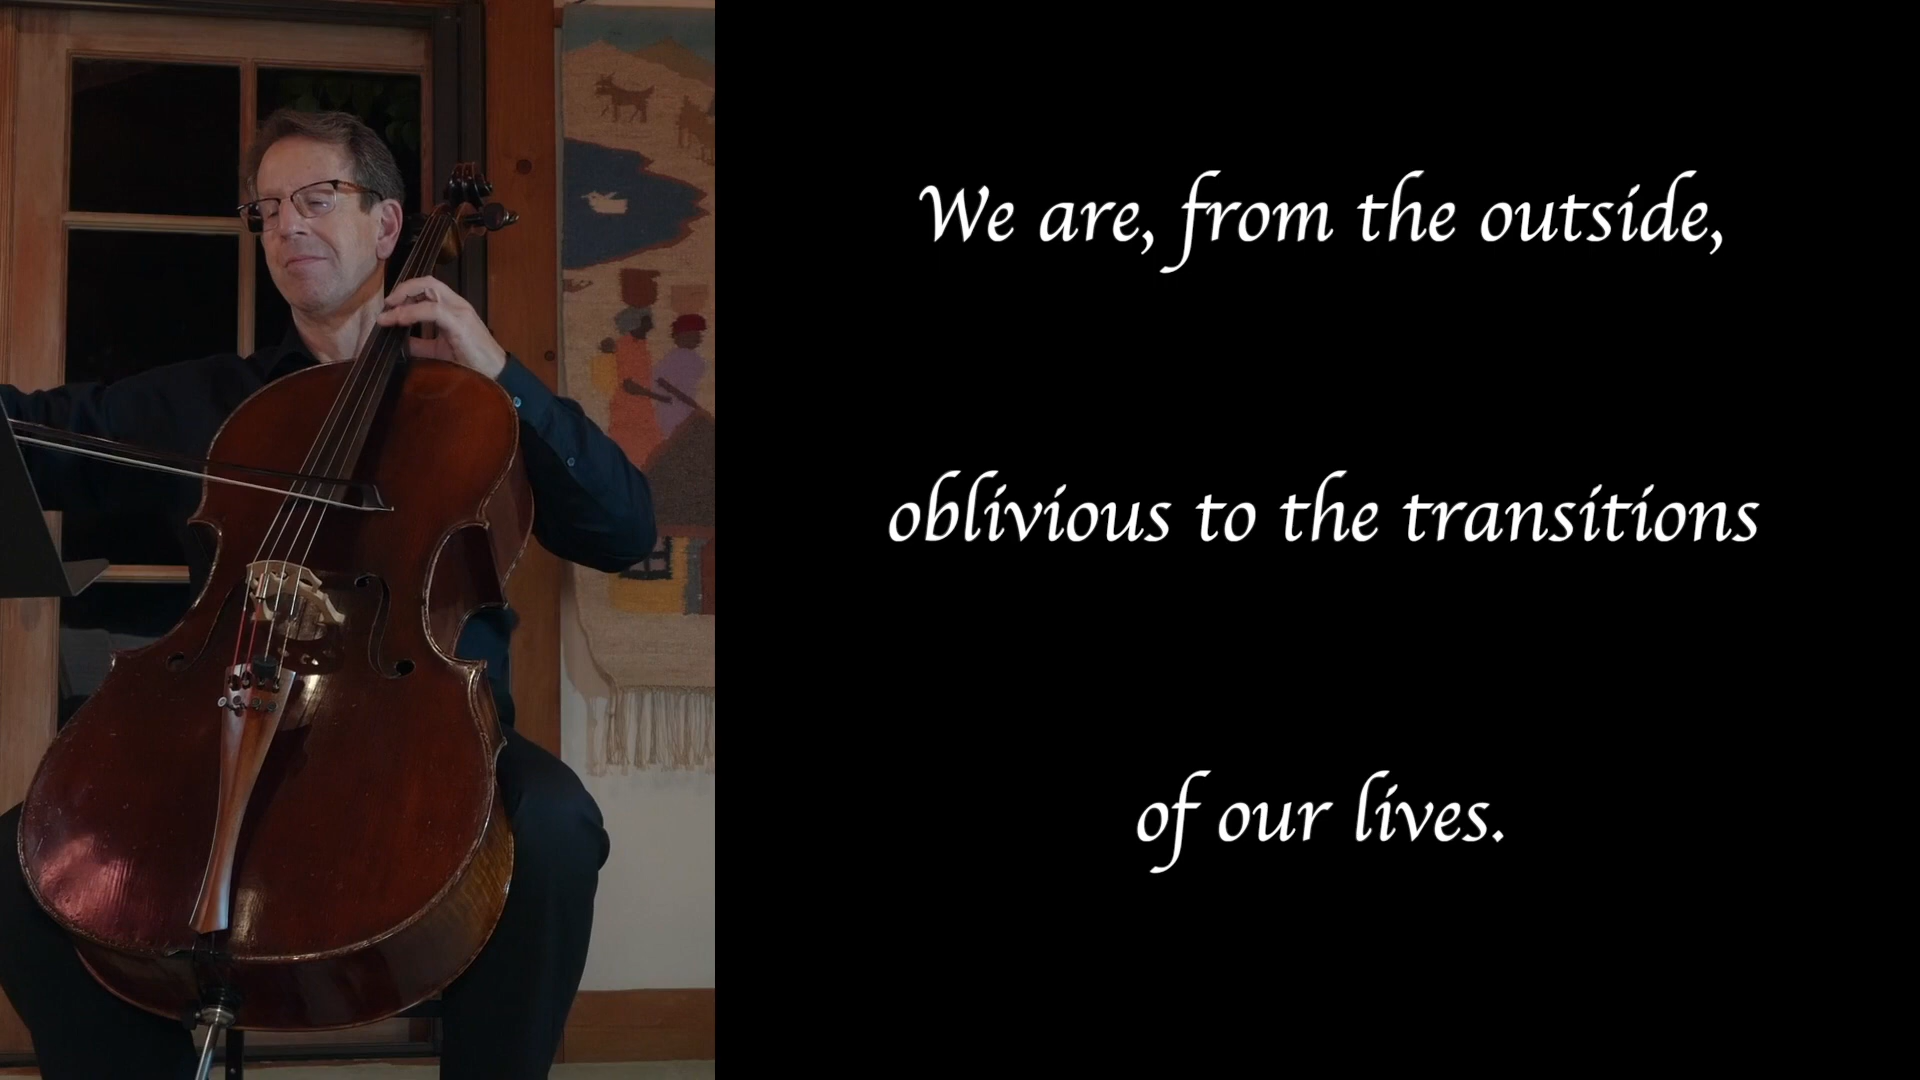 We are, from the outside,
oblivious to the transitions
of our lives.